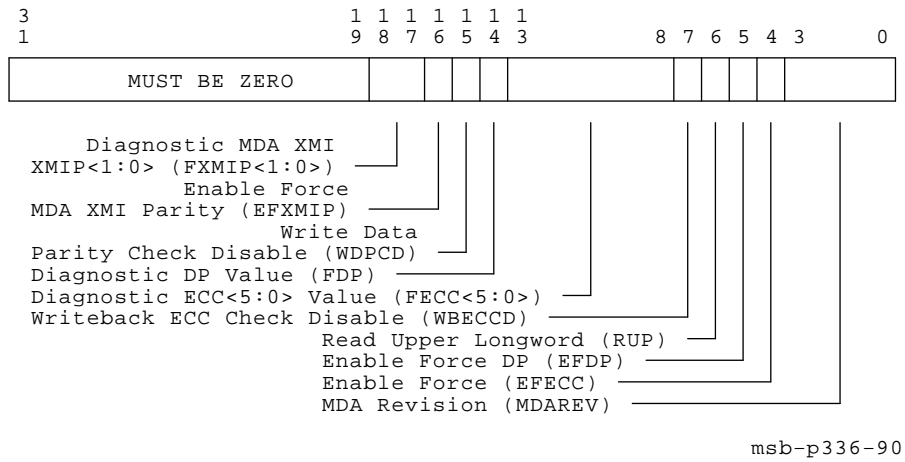 3 1 1 1 1 1 1 1
1 9 8 7 6 5 4 3 8 7 6 5 4 3 0
MUST BE ZERO
Diagnostic MDA XMI
XMIP<1:0> (FXMIP<1:0>)
Enable Force
MDA XMI Parity (EFXMIP)
Write Data
Parity Check Disable (WDPCD)
Diagnostic DP Value (FDP)
Diagnostic ECC<5:0> Value (FECC<5:0>)
Writeback ECC Check Disable (WBECCD)
Read Upper Longword (RUP)
Enable Force DP (EFDP)
Enable Force (EFECC)
MDA Revision (MDAREV)
msb-p336-90